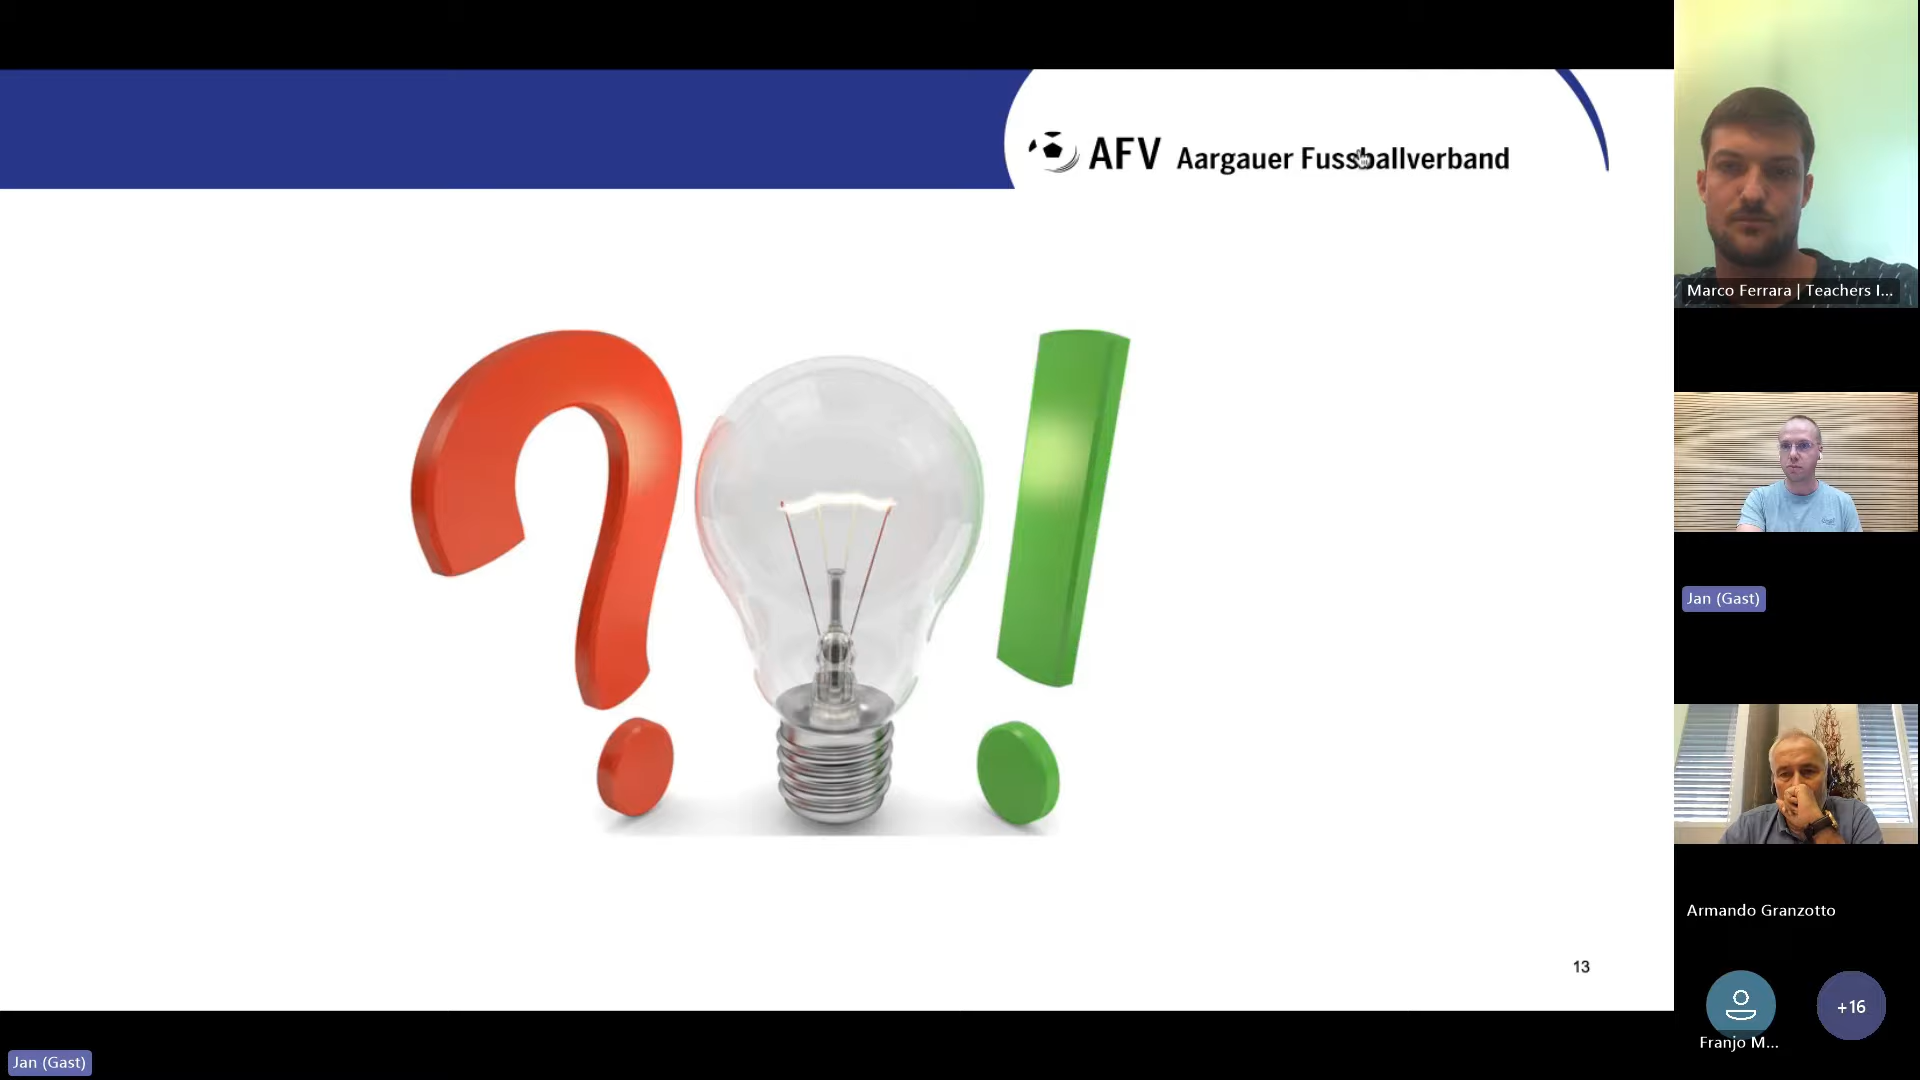 AFV Aargauer Fussballverband
13
Marco Ferrara | Teachers I...
Jan (Gast)
Armando Granzotto
Franjo M...
+16
Jan (Gast)